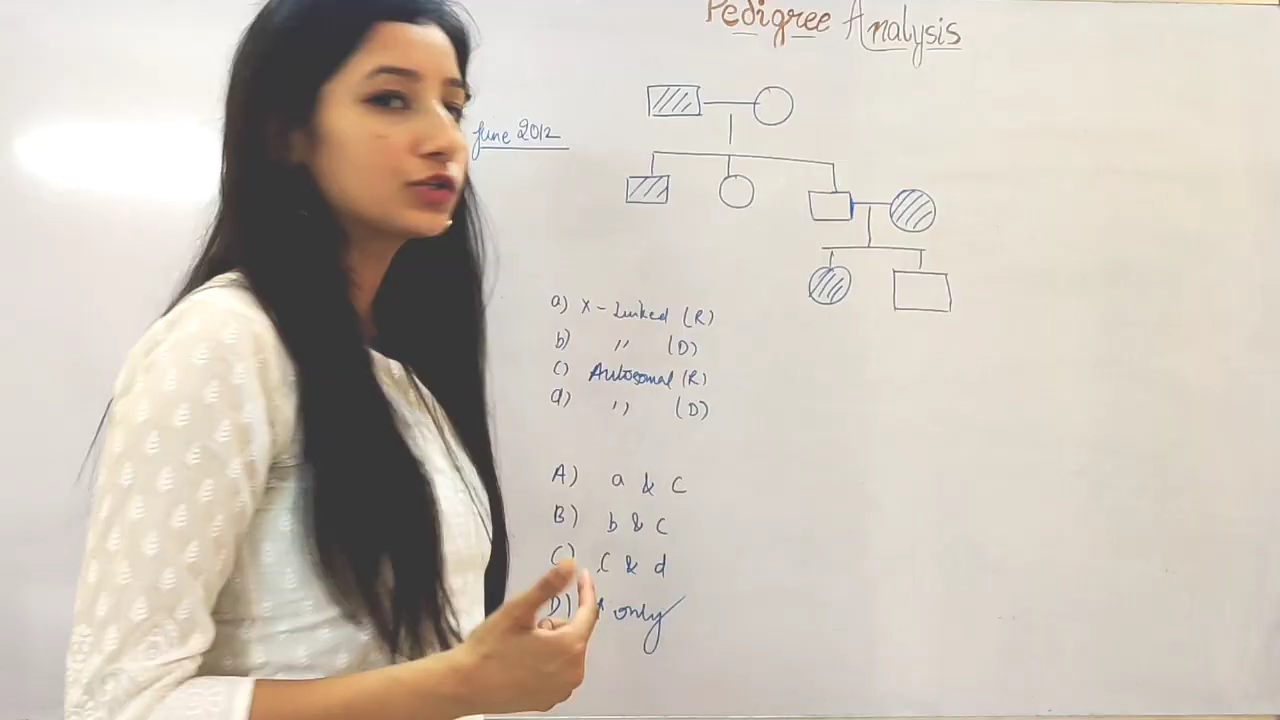 Pedigree Analysis
June 2012
a) X-Linked (R)
b) " (D)
c) Autosomal (R)
d) " (D)
A) a & c
B) b & c
C) c & d
D) only